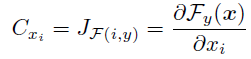 $C_{x_i} = J_{\mathcal{F}(i,y)} = \frac{\partial \mathcal{F}_y(\boldsymbol{x})}{\partial x_i}$